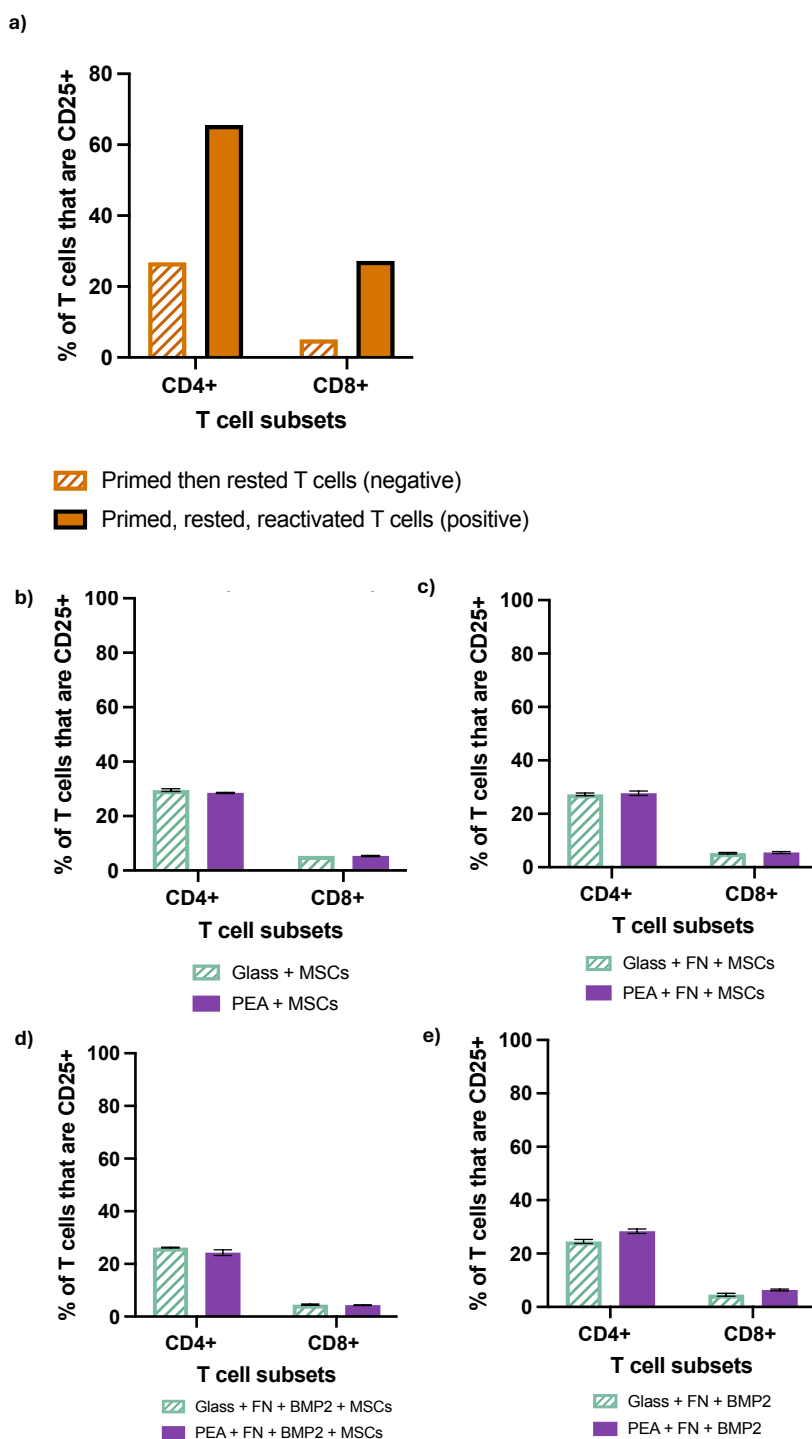 a)
% of T cells that are CD25+
80
60
40
20
0
CD4+ CD8+
T cell subsets
Primed then rested T cells (negative)
Primed, rested, reactivated T cells (positive)
b)
% of T cells that are CD25+
100
80
60
40
20
0
CD4+ CD8+
T cell subsets
Glass + MSCs
PEA + MSCs
c)
% of T cells that are CD25+
100
80
60
40
20
0
CD4+ CD8+
T cell subsets
Glass + FN + MSCs
PEA + FN + MSCs
d)
% of T cells that are CD25+
100
80
60
40
20
0
CD4+ CD8+
T cell subsets
Glass + FN + BMP2 + MSCs
PEA + FN + BMP2 + MSCs
e)
% of T cells that are CD25+
100
80
60
40
20
0
CD4+ CD8+
T cell subsets
Glass + FN + BMP2
PEA + FN + BMP2